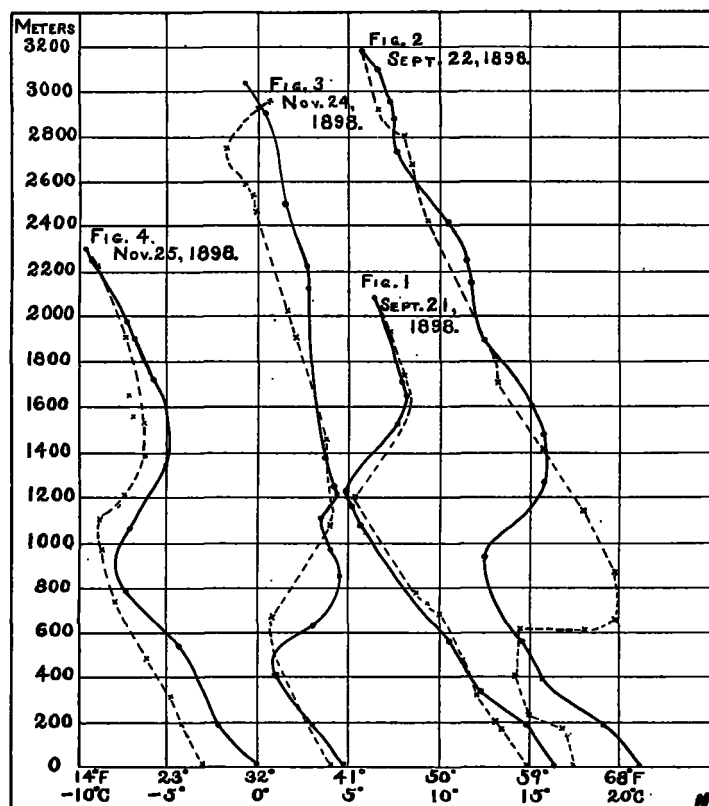 METERS
3200
3000
2800
2600
2400
2200
2000
1800
1600
1400
1200
1000
800
600
400
200
0
FIG. 2
SEPT. 22, 1898.
FIG. 3
NOV. 24,
1898.
FIG. 4.
NOV. 25, 1898.
FIG. 1
SEPT. 21,
1898.
14°F 23° 32° 41° 50° 59° 68°F
-10°C -5° 0° 5° 10° 15° 20°C